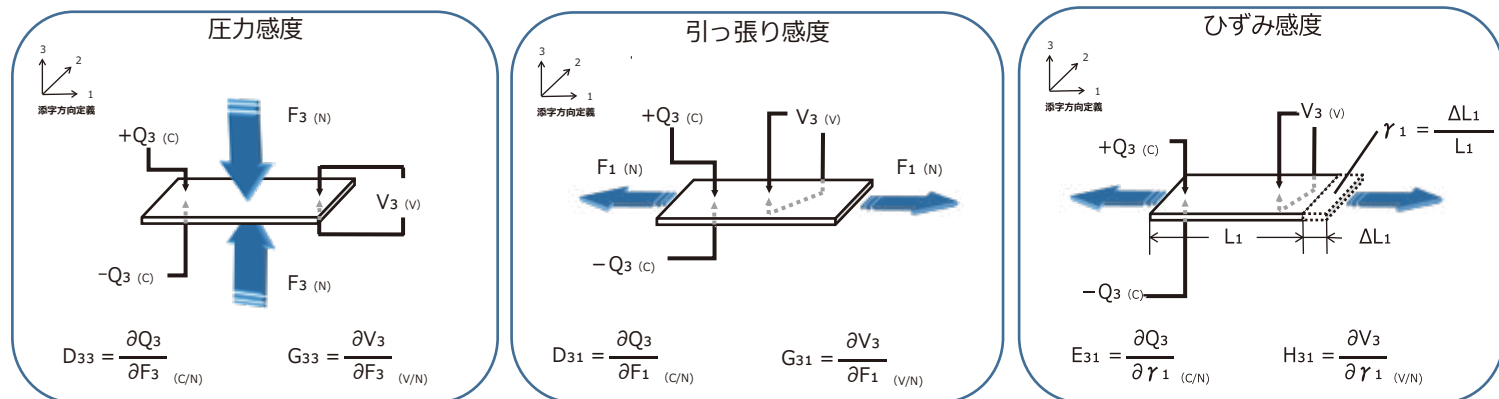 圧力感度
3
2
1
添字方向定義
F3 (N)
+Q3 (C)
V3 (V)
-Q3 (C)
F3 (N)
D33 = ∂Q3/∂F3 (C/N)
G33 = ∂V3/∂F3 (V/N)
引っ張り感度
3
2
1
添字方向定義
+Q3 (C)
V3 (V)
F1 (N)
F1 (N)
-Q3 (C)
D31 = ∂Q3/∂F1 (C/N)
G31 = ∂V3/∂F1 (V/N)
ひずみ感度
3
2
1
添字方向定義
V3 (V)
γ1 = ΔL1/L1
+Q3 (C)
L1
ΔL1
-Q3 (C)
E31 = ∂Q3/∂γ1 (C/N)
H31 = ∂V3/∂γ1 (V/N)